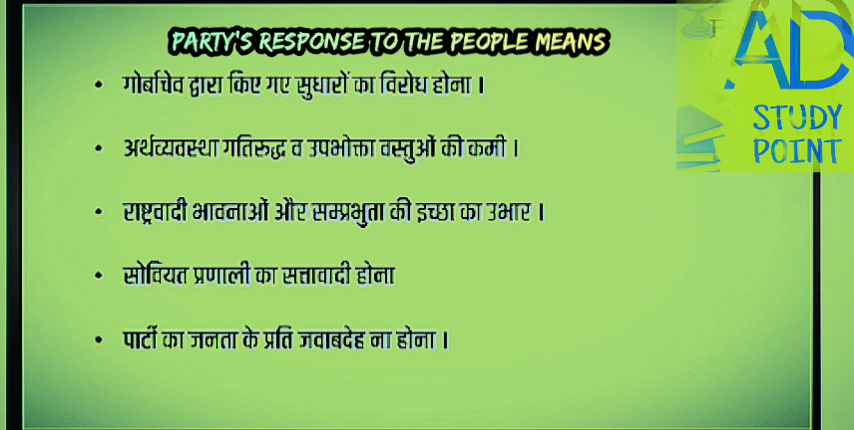 PARTY'S RESPONSE TO THE PEOPLE MEANS
• गोर्बाचेव द्वारा किए गए सुधारों का विरोध होना ।
• अर्थव्यवस्था गतिरुद्ध व उपभोक्ता वस्तुओं की कमी ।
• राष्ट्रवादी भावनाओं और सम्प्रभुता की इच्छा का उभार ।
• सोवियत प्रणाली का सत्तावादी होना
• पार्टी का जनता के प्रति जवाबदेह ना होना ।
AD
STUDY
POINT